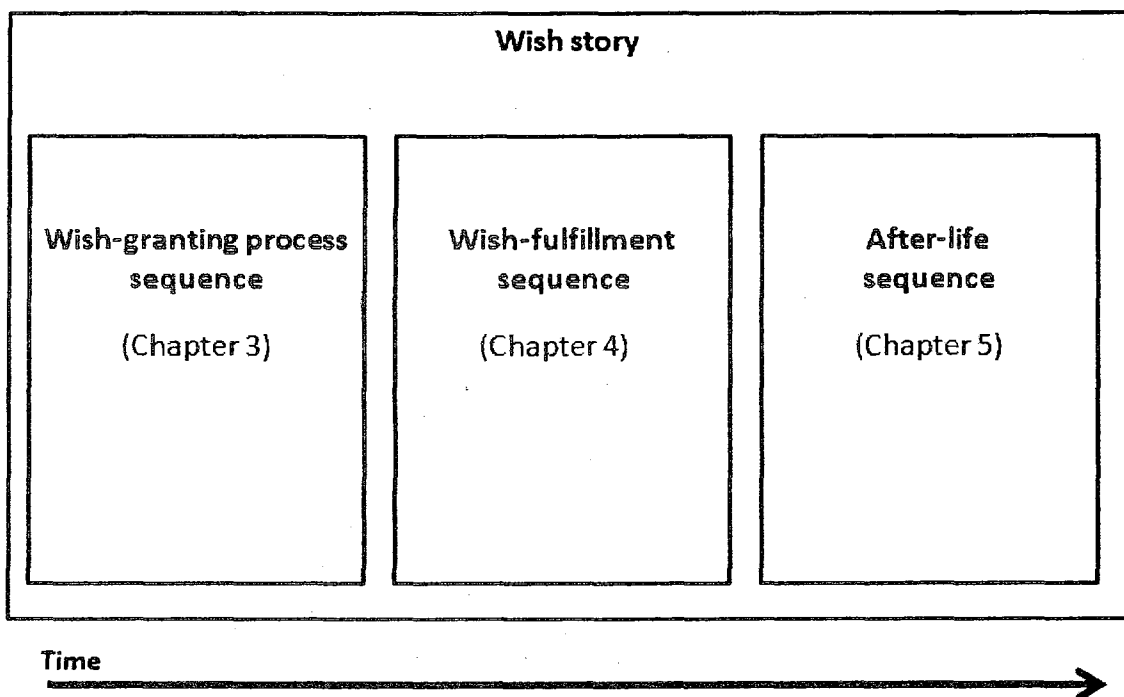 Wish story
Wish-granting process
sequence
(Chapter 3)
Wish-fulfillment
sequence
(Chapter 4)
After-life
sequence
(Chapter 5)
Time